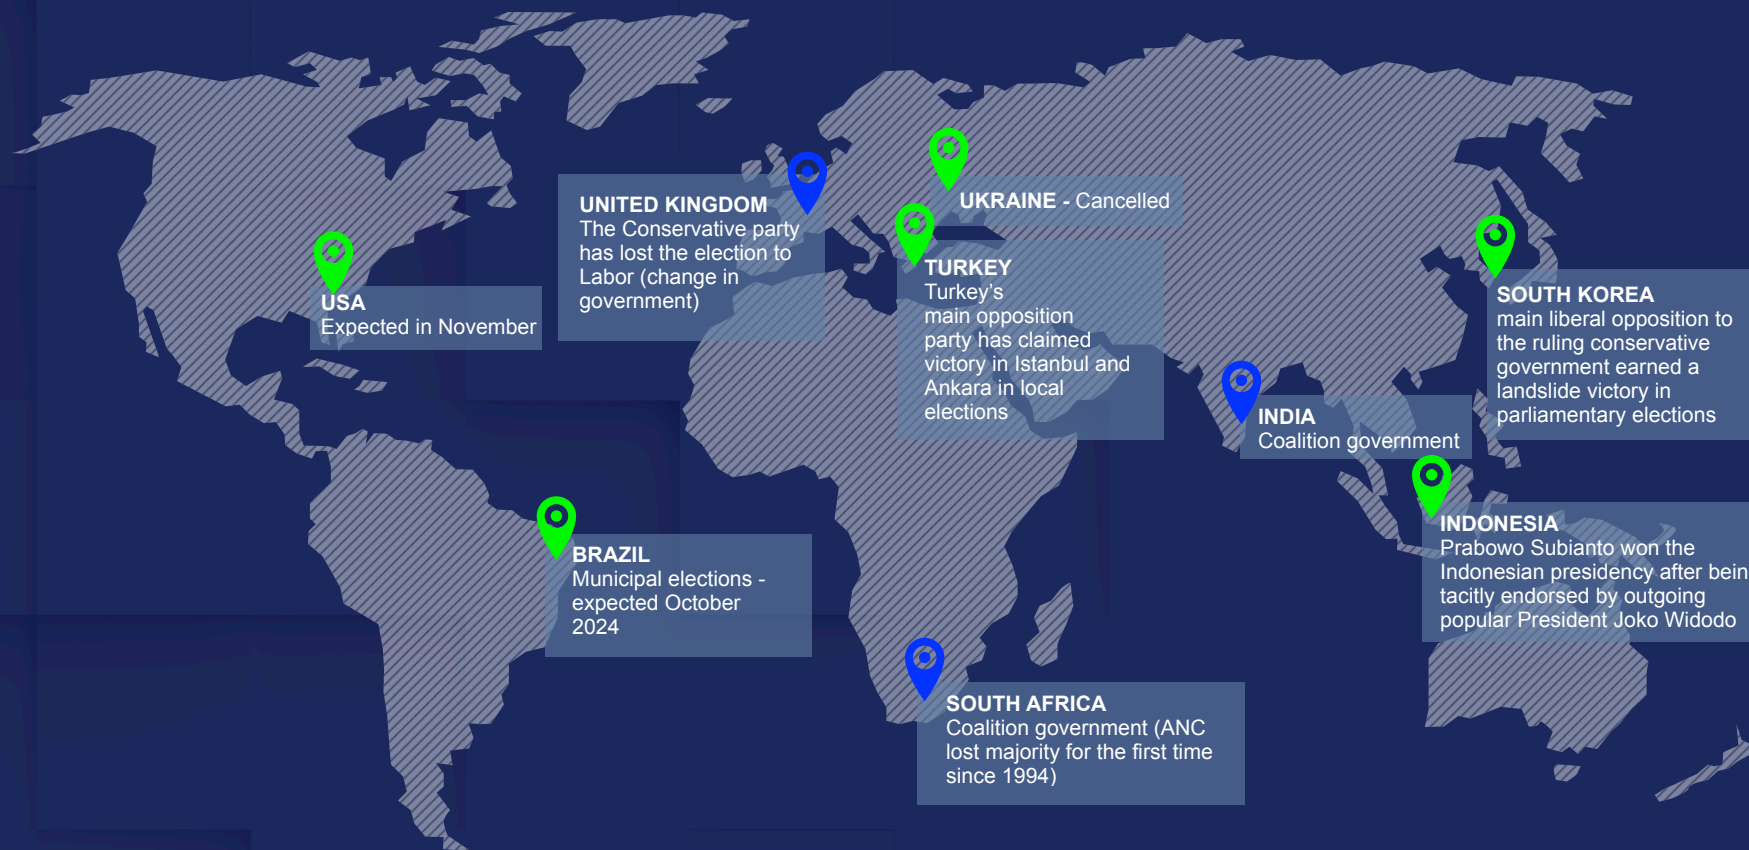 UNITED KINGDOM
The Conservative party
has lost the election to
Labor (change in
government)
UKRAINE - Cancelled
USA
Expected in November
TURKEY
Turkey's
main opposition
party has claimed
victory in Istanbul and
Ankara in local
elections
SOUTH KOREA
main liberal opposition to
the ruling conservative
government earned a
landslide victory in
parliamentary elections
INDIA
Coalition government
BRAZIL
Municipal elections -
expected October
2024
INDONESIA
Prabowo Subianto won the
Indonesian presidency after bein
tacitly endorsed by outgoing
popular President Joko Widodo
SOUTH AFRICA
Coalition government (ANC
lost majority for the first time
since 1994)